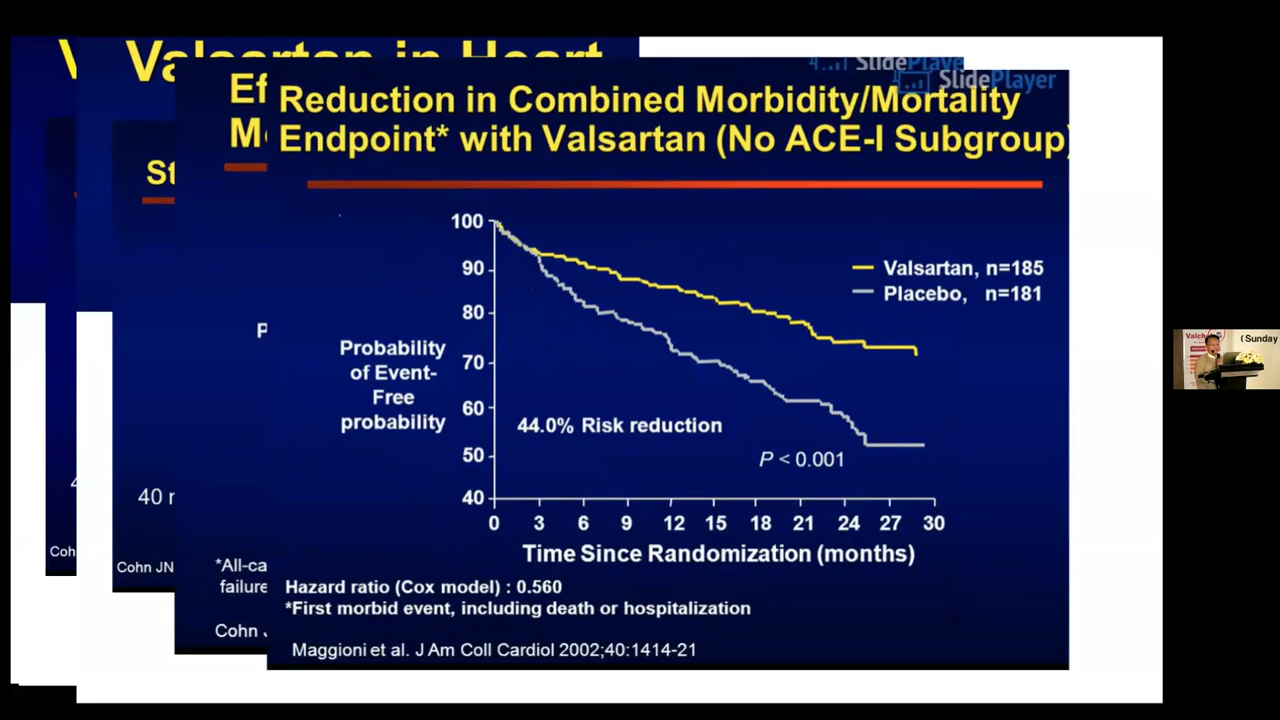 Valsartan in Heart
SlidePlayer
SlidePlayer
Reduction in Combined Morbidity/Mortality
Endpoint* with Valsartan (No ACE-I Subgroup)
100
90
80
70
60
50
40
Probability
of Event-
Free
probability
Valsartan, n=185
Placebo, n=181
44.0% Risk reduction
P < 0.001
0 3 6 9 12 15 18 21 24 27 30
Time Since Randomization (months)
Hazard ratio (Cox model) : 0.560
*First morbid event, including death or hospitalization
Maggioni et al. J Am Coll Cardiol 2002;40:1414-21
Ef
M
St
P
4
40 m
Coh
Cohn JN
*All-ca
failure
Cohn J
(Sunday